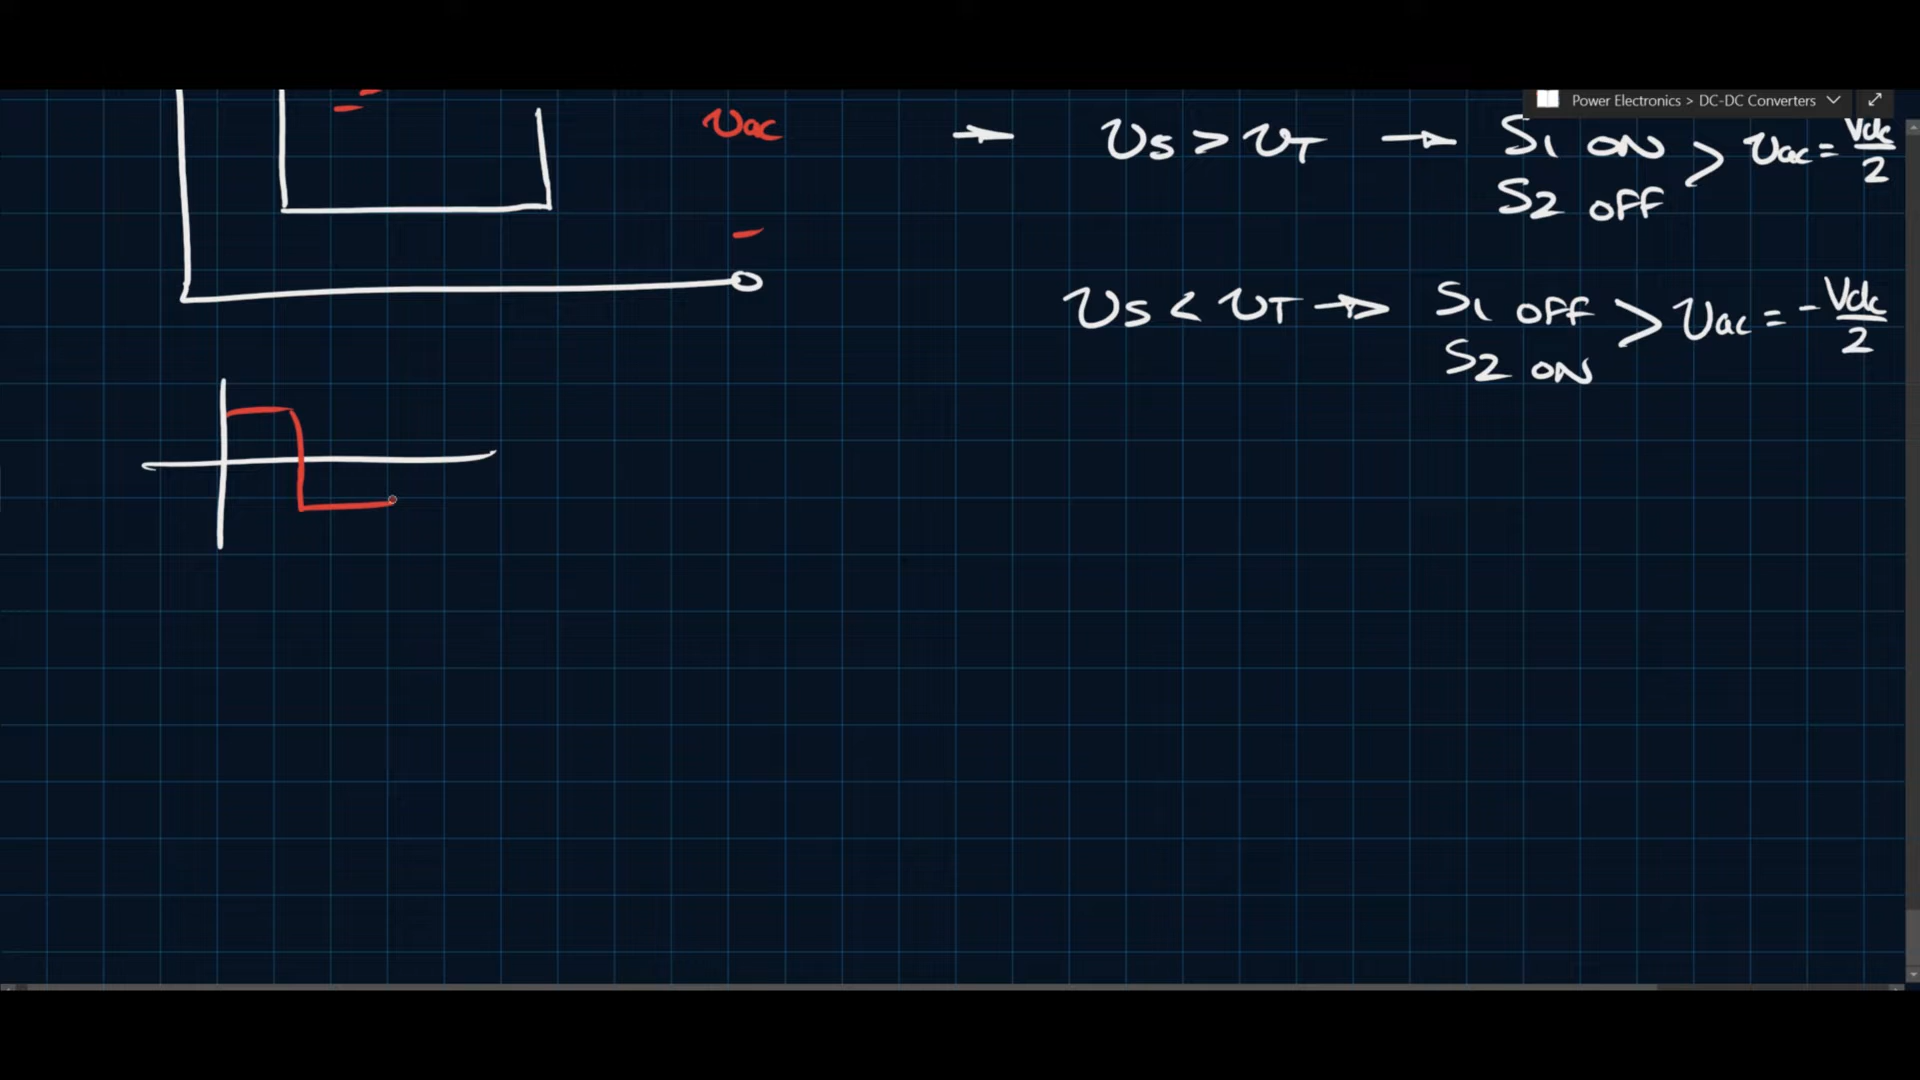 Power Electronics > DC-DC Converters
vac
→ vs > vT → S1 ON > vac = Vdc/2
S2 OFF
vs < vT → S1 OFF > vac = -Vdc/2
S2 ON